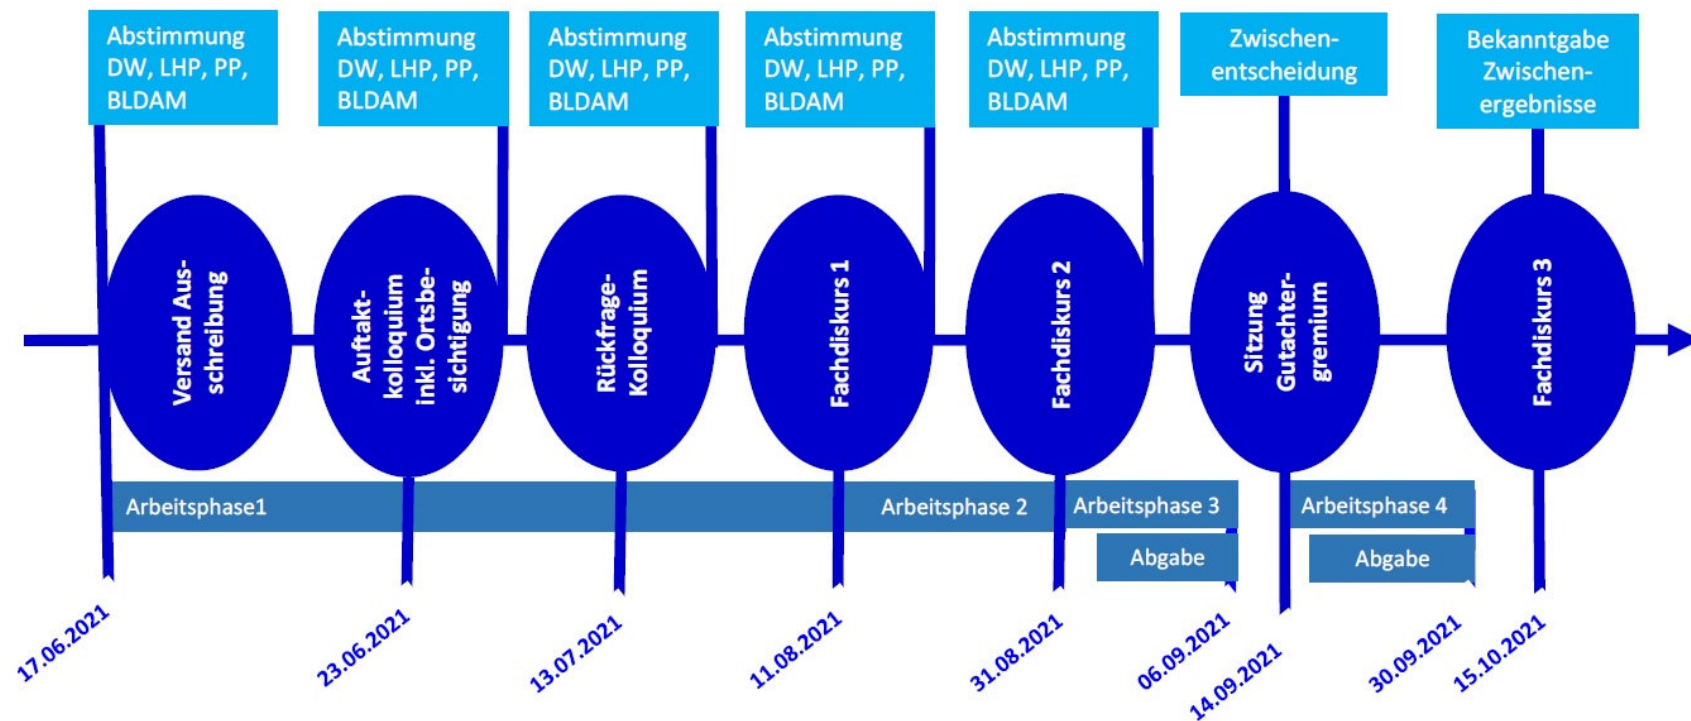 Abstimmung
DW, LHP, PP,
BLDAM
Abstimmung
DW, LHP, PP,
BLDAM
Abstimmung
DW, LHP, PP,
BLDAM
Abstimmung
DW, LHP, PP,
BLDAM
Abstimmung
DW, LHP, PP,
BLDAM
Zwischen-
entscheidung
Bekanntgabe
Zwischen-
ergebnisse
Versand Aus-
schreibung
Auftakt-
kolloquium
inkl. Ortsbe-
sichtigung
Rückfrage-
Kolloquium
Fachdiskurs 1
Fachdiskurs 2
Sitzung
Gutachter-
gremium
Fachdiskurs 3
Arbeitsphase1
Arbeitsphase 2
Arbeitsphase 3
Arbeitsphase 4
Abgabe
Abgabe
17.06.2021
23.06.2021
13.07.2021
11.08.2021
31.08.2021
06.09.2021
14.09.2021
30.09.2021
15.10.2021